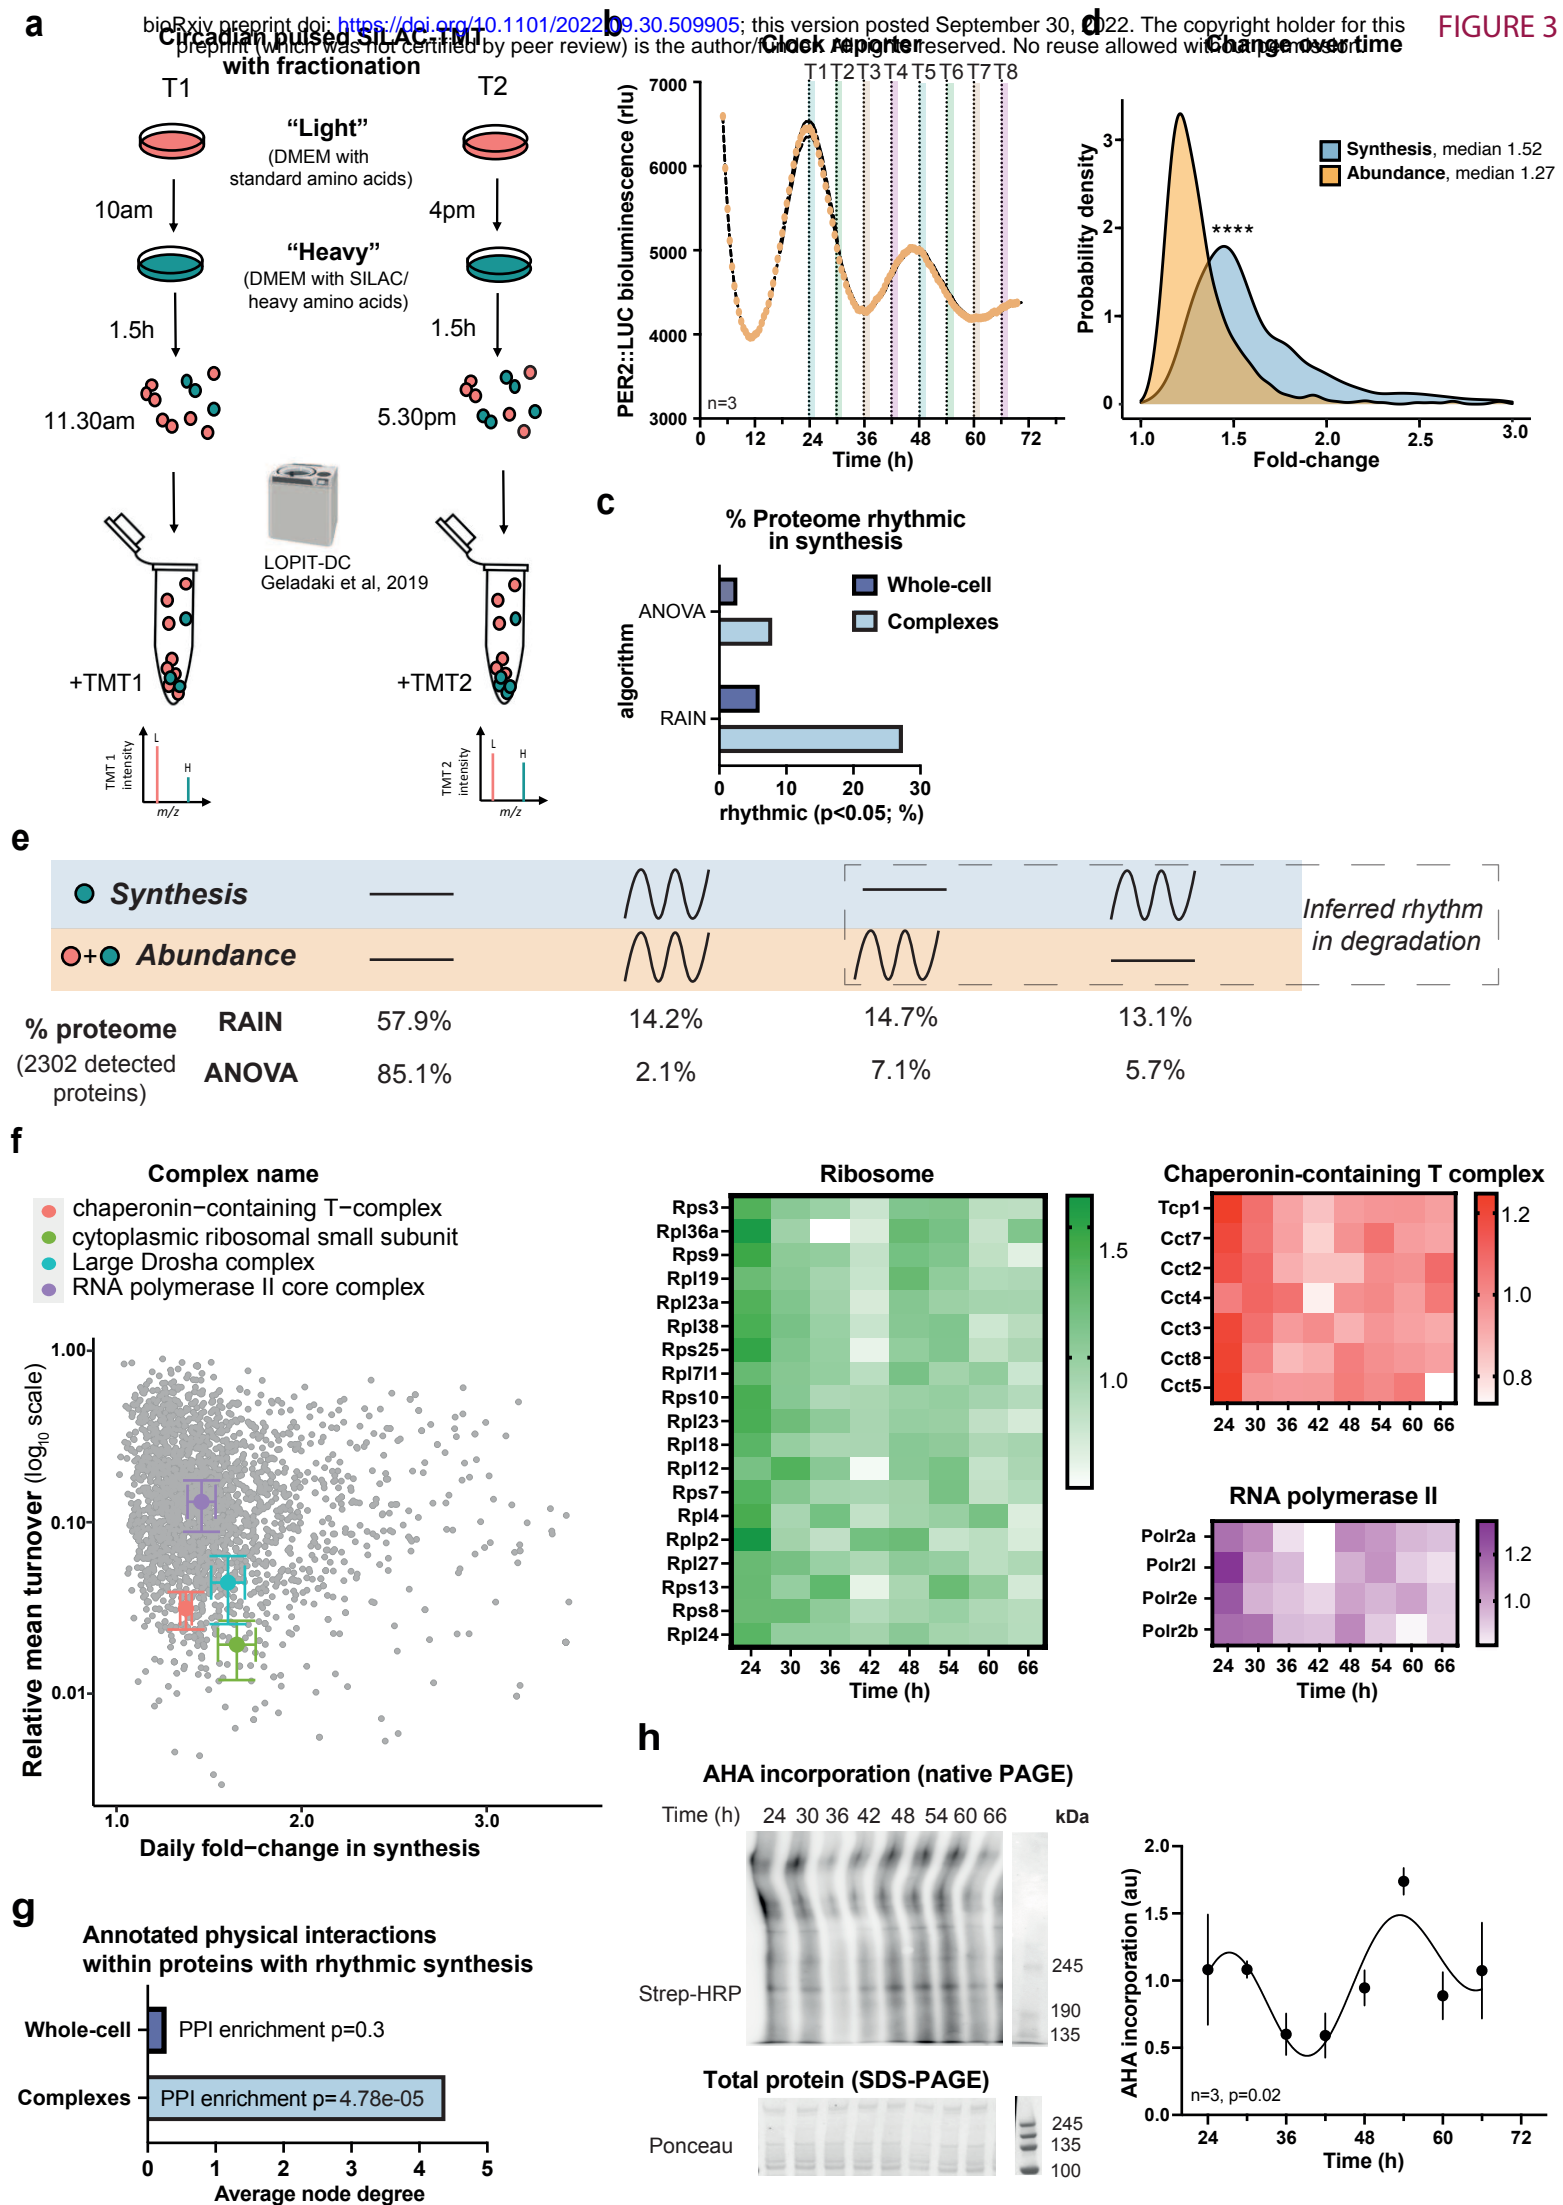 bioRxiv preprint doi: https://doi.org/10.1101/2022.09.30.509905; this version posted September 30, 2022. The copyright holder for this
preprint (which was not certified by peer review) is the author/funder. All rights reserved. No reuse allowed without permission.
FIGURE 3
a
Circadian pulsed SILAC-TMT
with fractionation
T1
T2
“Light”
(DMEM with
standard amino acids)
10am
4pm
“Heavy”
(DMEM with SILAC/
heavy amino acids)
1.5h
1.5h
11.30am
5.30pm
LOPIT-DC
Geladaki et al, 2019
+TMT1
+TMT2
TMT 1
intensity
L
H
m/z
TMT 2
intensity
L
H
m/z
b
Clock reporter
T1 T2 T3 T4 T5 T6 T7 T8
PER2::LUC bioluminescence (rlu)
7000
6000
5000
4000
3000
n=3
0 12 24 36 48 60 72
Time (h)
c
% Proteome rhythmic
in synthesis
Whole-cell
Complexes
algorithm
ANOVA
RAIN
0 10 20 30
rhythmic (p<0.05; %)
d
Change over time
Synthesis, median 1.52
Abundance, median 1.27
****
Probability density
3
2
1
0
1.0 1.5 2.0 2.5 3.0
Fold-change
e
Synthesis
+ Abundance
Inferred rhythm
in degradation
% proteome
(2302 detected
proteins)
RAIN 57.9% 14.2% 14.7% 13.1%
ANOVA 85.1% 2.1% 7.1% 5.7%
f
Complex name
chaperonin−containing T−complex
cytoplasmic ribosomal small subunit
Large Drosha complex
RNA polymerase II core complex
Relative mean turnover (log10 scale)
1.00
0.10
0.01
1.0 2.0 3.0
Daily fold−change in synthesis
Ribosome
Rps3
Rpl36a
Rps9
Rpl19
Rpl23a
Rpl38
Rps25
Rpl7l1
Rps10
Rpl23
Rpl18
Rpl12
Rps7
Rpl4
Rplp2
Rpl27
Rps13
Rps8
Rpl24
24 30 36 42 48 54 60 66
Time (h)
1.5
1.0
Chaperonin-containing T complex
Tcp1
Cct7
Cct2
Cct4
Cct3
Cct8
Cct5
24 30 36 42 48 54 60 66
1.2
1.0
0.8
RNA polymerase II
Polr2a
Polr2l
Polr2e
Polr2b
24 30 36 42 48 54 60 66
Time (h)
1.2
1.0
g
Annotated physical interactions
within proteins with rhythmic synthesis
Whole-cell
PPI enrichment p=0.3
Complexes
PPI enrichment p=4.78e-05
0 1 2 3 4 5
Average node degree
h
AHA incorporation (native PAGE)
Time (h) 24 30 36 42 48 54 60 66 kDa
Strep-HRP
245
190
135
Total protein (SDS-PAGE)
Ponceau
245
135
100
AHA incorporation (au)
2.0
1.5
1.0
0.5
0.0
n=3, p=0.02
24 36 48 60 72
Time (h)